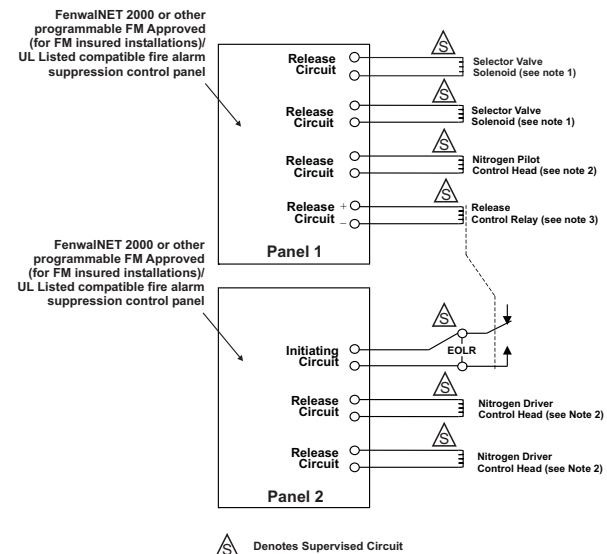 FenwalNET 2000 or other
programmable FM Approved
(for FM insured installations)/
UL Listed compatible fire alarm
suppression control panel
Release
Circuit
S
Selector Valve
Solenoid (see note 1)
Release
Circuit
S
Selector Valve
Solenoid (see note 1)
Release
Circuit
S
Nitrogen Pilot
Control Head (see note 2)
Release +
Circuit –
S
Release
Control Relay (see note 3)
Panel 1
FenwalNET 2000 or other
programmable FM Approved
(for FM insured installations)/
UL Listed compatible fire alarm
suppression control panel
Initiating
Circuit
S
EOLR
Release
Circuit
S
Nitrogen Driver
Control Head (see Note 2)
Release
Circuit
S
Nitrogen Driver
Control Head (see Note 2)
Panel 2
S Denotes Supervised Circuit